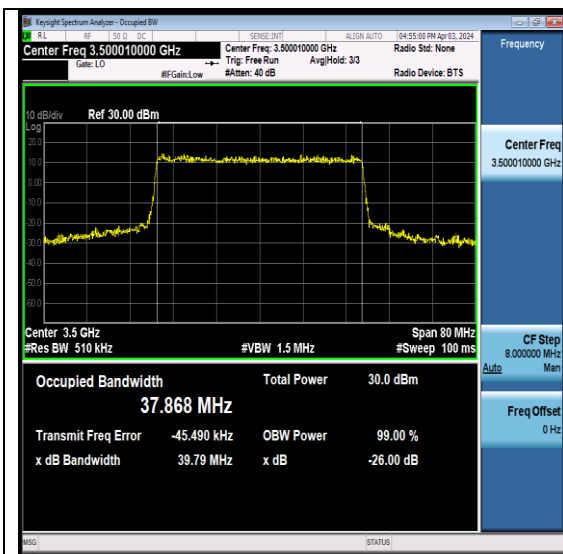 Keysight Spectrum Analyzer - Occupied BW
RL RF 50 Ω DC SENSE:INT ALIGN AUTO 04:55:00 PM Apr 03, 2024
Center Freq 3.500010000 GHz Center Freq: 3.500010000 GHz Radio Std: None Frequency
Gate: LO Trig: Free Run Avg|Hold: 3/3
#IFGain:Low #Atten: 40 dB Radio Device: BTS
10 dB/div Ref 30.00 dBm
Log
20.0
10.0
0.00
-10.0
-20.0
-30.0
-40.0
-50.0
-60.0
Center Freq
3.500010000 GHz
Center 3.5 GHz Span 80 MHz
#Res BW 510 kHz #VBW 1.5 MHz #Sweep 100 ms
CF Step
8.000000 MHz
Auto Man
Occupied Bandwidth Total Power 30.0 dBm
37.868 MHz
Transmit Freq Error -45.490 kHz OBW Power 99.00 %
x dB Bandwidth 39.79 MHz x dB -26.00 dB
Freq Offset
0 Hz
MSG STATUS